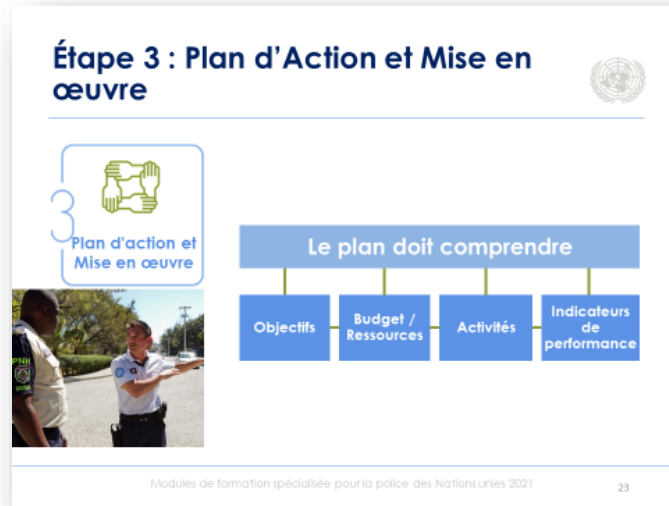 Étape 3 : Plan d’Action et Mise en
œuvre
3
Plan d'action et
Mise en œuvre
Le plan doit comprendre
Objectifs
Budget /
Ressources
Activités
Indicateurs
de
performance
PNH
Modules de formation spécialisée pour la police des Nations unies 2021
23